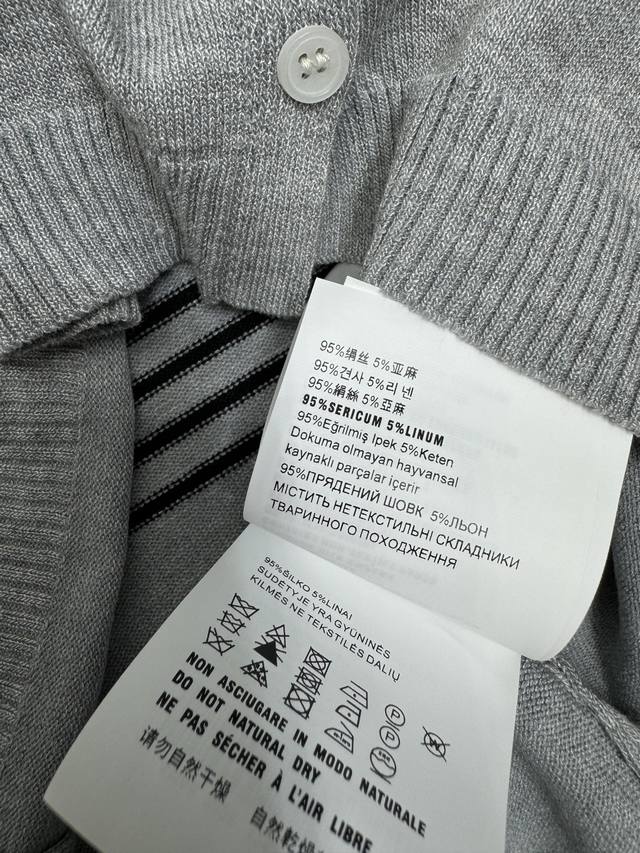 95%绢丝 5%亚麻
95%견사 5%리넨
95%絹絲 5%亞麻
95%SERICUM 5%LINUM
95%Eğrilmiş Ipek 5%Keten
Dokuma olmayan hayvansal
kaynaklı parçalar içerir
95%ПРЯДЕНИЙ ШОВК 5%ЛЬОН
МІСТИТЬ НЕТЕКСТИЛЬНІ СКЛАДНИКИ
ТВАРИННОГО ПОХОДЖЕННЯ
95%ŠILKO 5%LINAI
SUDĖTYJE YRA GYŪNINĖS
KILMĖS NE TEKSTILĖS DALIŲ
P
P
NON ASCIUGARE IN MODO NATURALE
DO NOT NATURAL DRY
NE PAS SÉCHER À L'AIR LIBRE
请勿自然干燥 自然乾燥